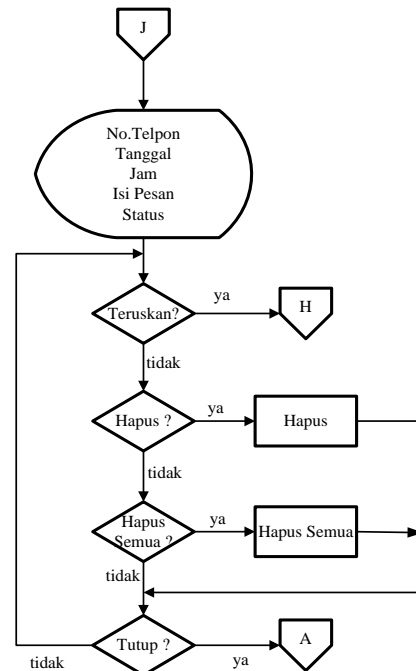 J
No.Telpon
Tanggal
Jam
Isi Pesan
Status
Teruskan?
ya
H
tidak
Hapus ?
ya
Hapus
tidak
Hapus
Semua ?
ya
Hapus Semua
tidak
Tutup ?
tidak
ya
A